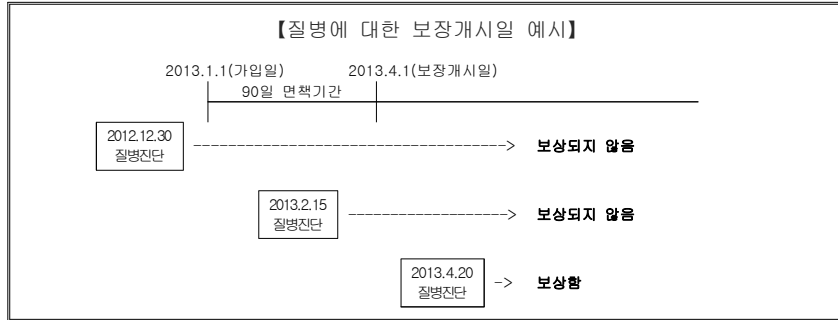 【질병에 대한 보장개시일 예시】
2013.1.1(가입일) 2013.4.1(보장개시일)
90일 면책기간
2012.12.30
질병진단
-----------------------------------> 보상되지 않음
2013.2.15
질병진단
------------------> 보상되지 않음
2013.4.20
질병진단
-> 보상함